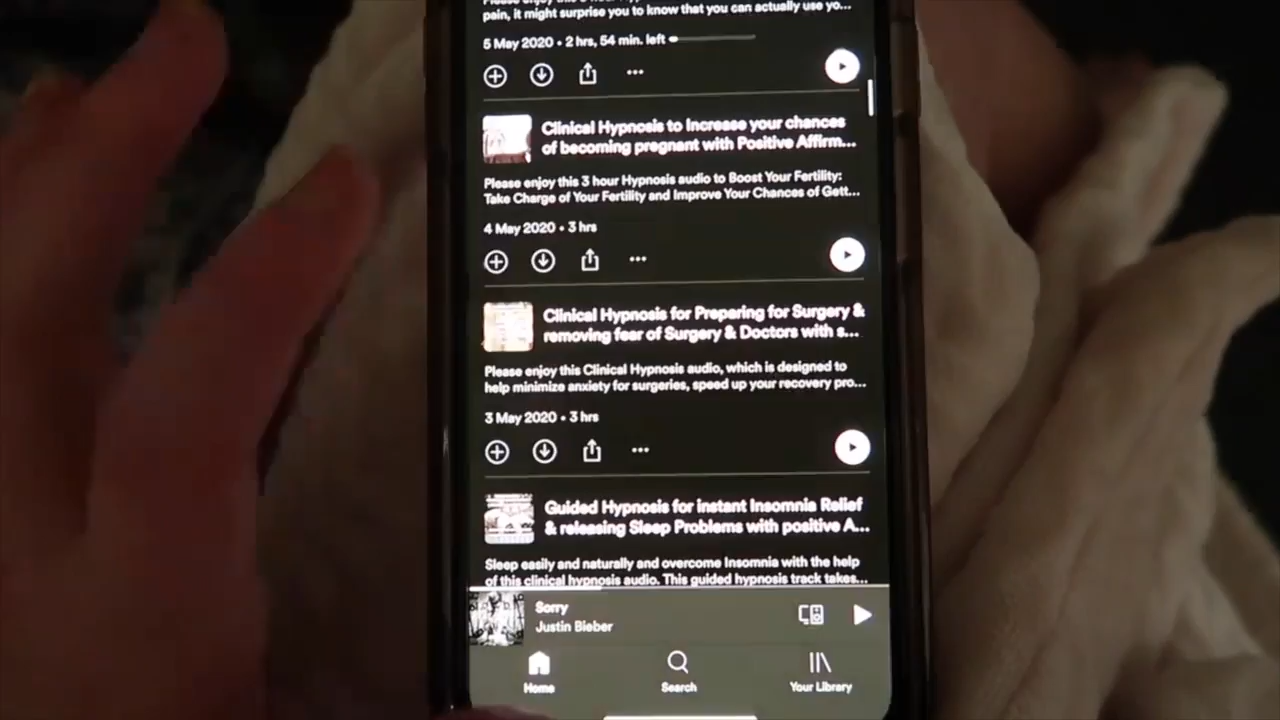 pain, it might surprise you to know that you can actually use yo...
5 May 2020 • 2 hrs, 54 min. left
Clinical Hypnosis to Increase your chances
of becoming pregnant with Positive Affirm...
Please enjoy this 3 hour Hypnosis audio to Boost Your Fertility:
Take Charge of Your Fertility and Improve Your Chances of Gett...
4 May 2020 • 3 hrs
Clinical Hypnosis for Preparing for Surgery &
removing fear of Surgery & Doctors with s...
Please enjoy this Clinical Hypnosis audio, which is designed to
help minimize anxiety for surgeries, speed up your recovery pro...
3 May 2020 • 3 hrs
Guided Hypnosis for instant Insomnia Relief
& releasing Sleep Problems with positive A...
Sleep easily and naturally and overcome Insomnia with the help
of this clinical hypnosis audio. This guided hypnosis track takes...
Sorry
Justin Bieber
Home
Search
Your Library